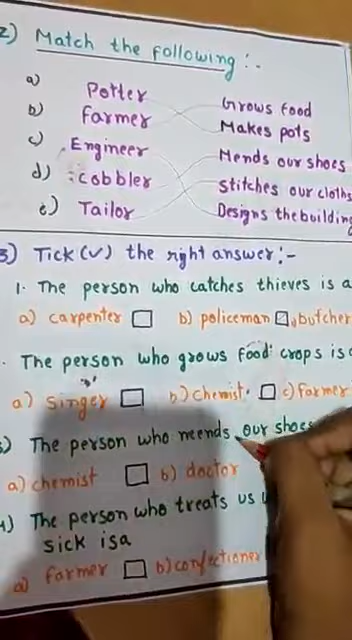 2) Match the following :-
a) Potter Grows food
b) Farmer Makes pots
c) Engineer Mends our shoes
d) cobbler Stitches our cloths
e) Tailor Designs the building
3) Tick (✓) the right answer :-
1. The person who catches thieves is a
a) carpenter ☐ b) policeman ☐ butcher
The person who grows food crops is
a) Singer ☐ b) chemist. ☐ c) farmer
The person who meends our shoes
a) chemist ☐ b) doctor
The person who treats us
sick isa
a) farmer ☐ b) confectioner